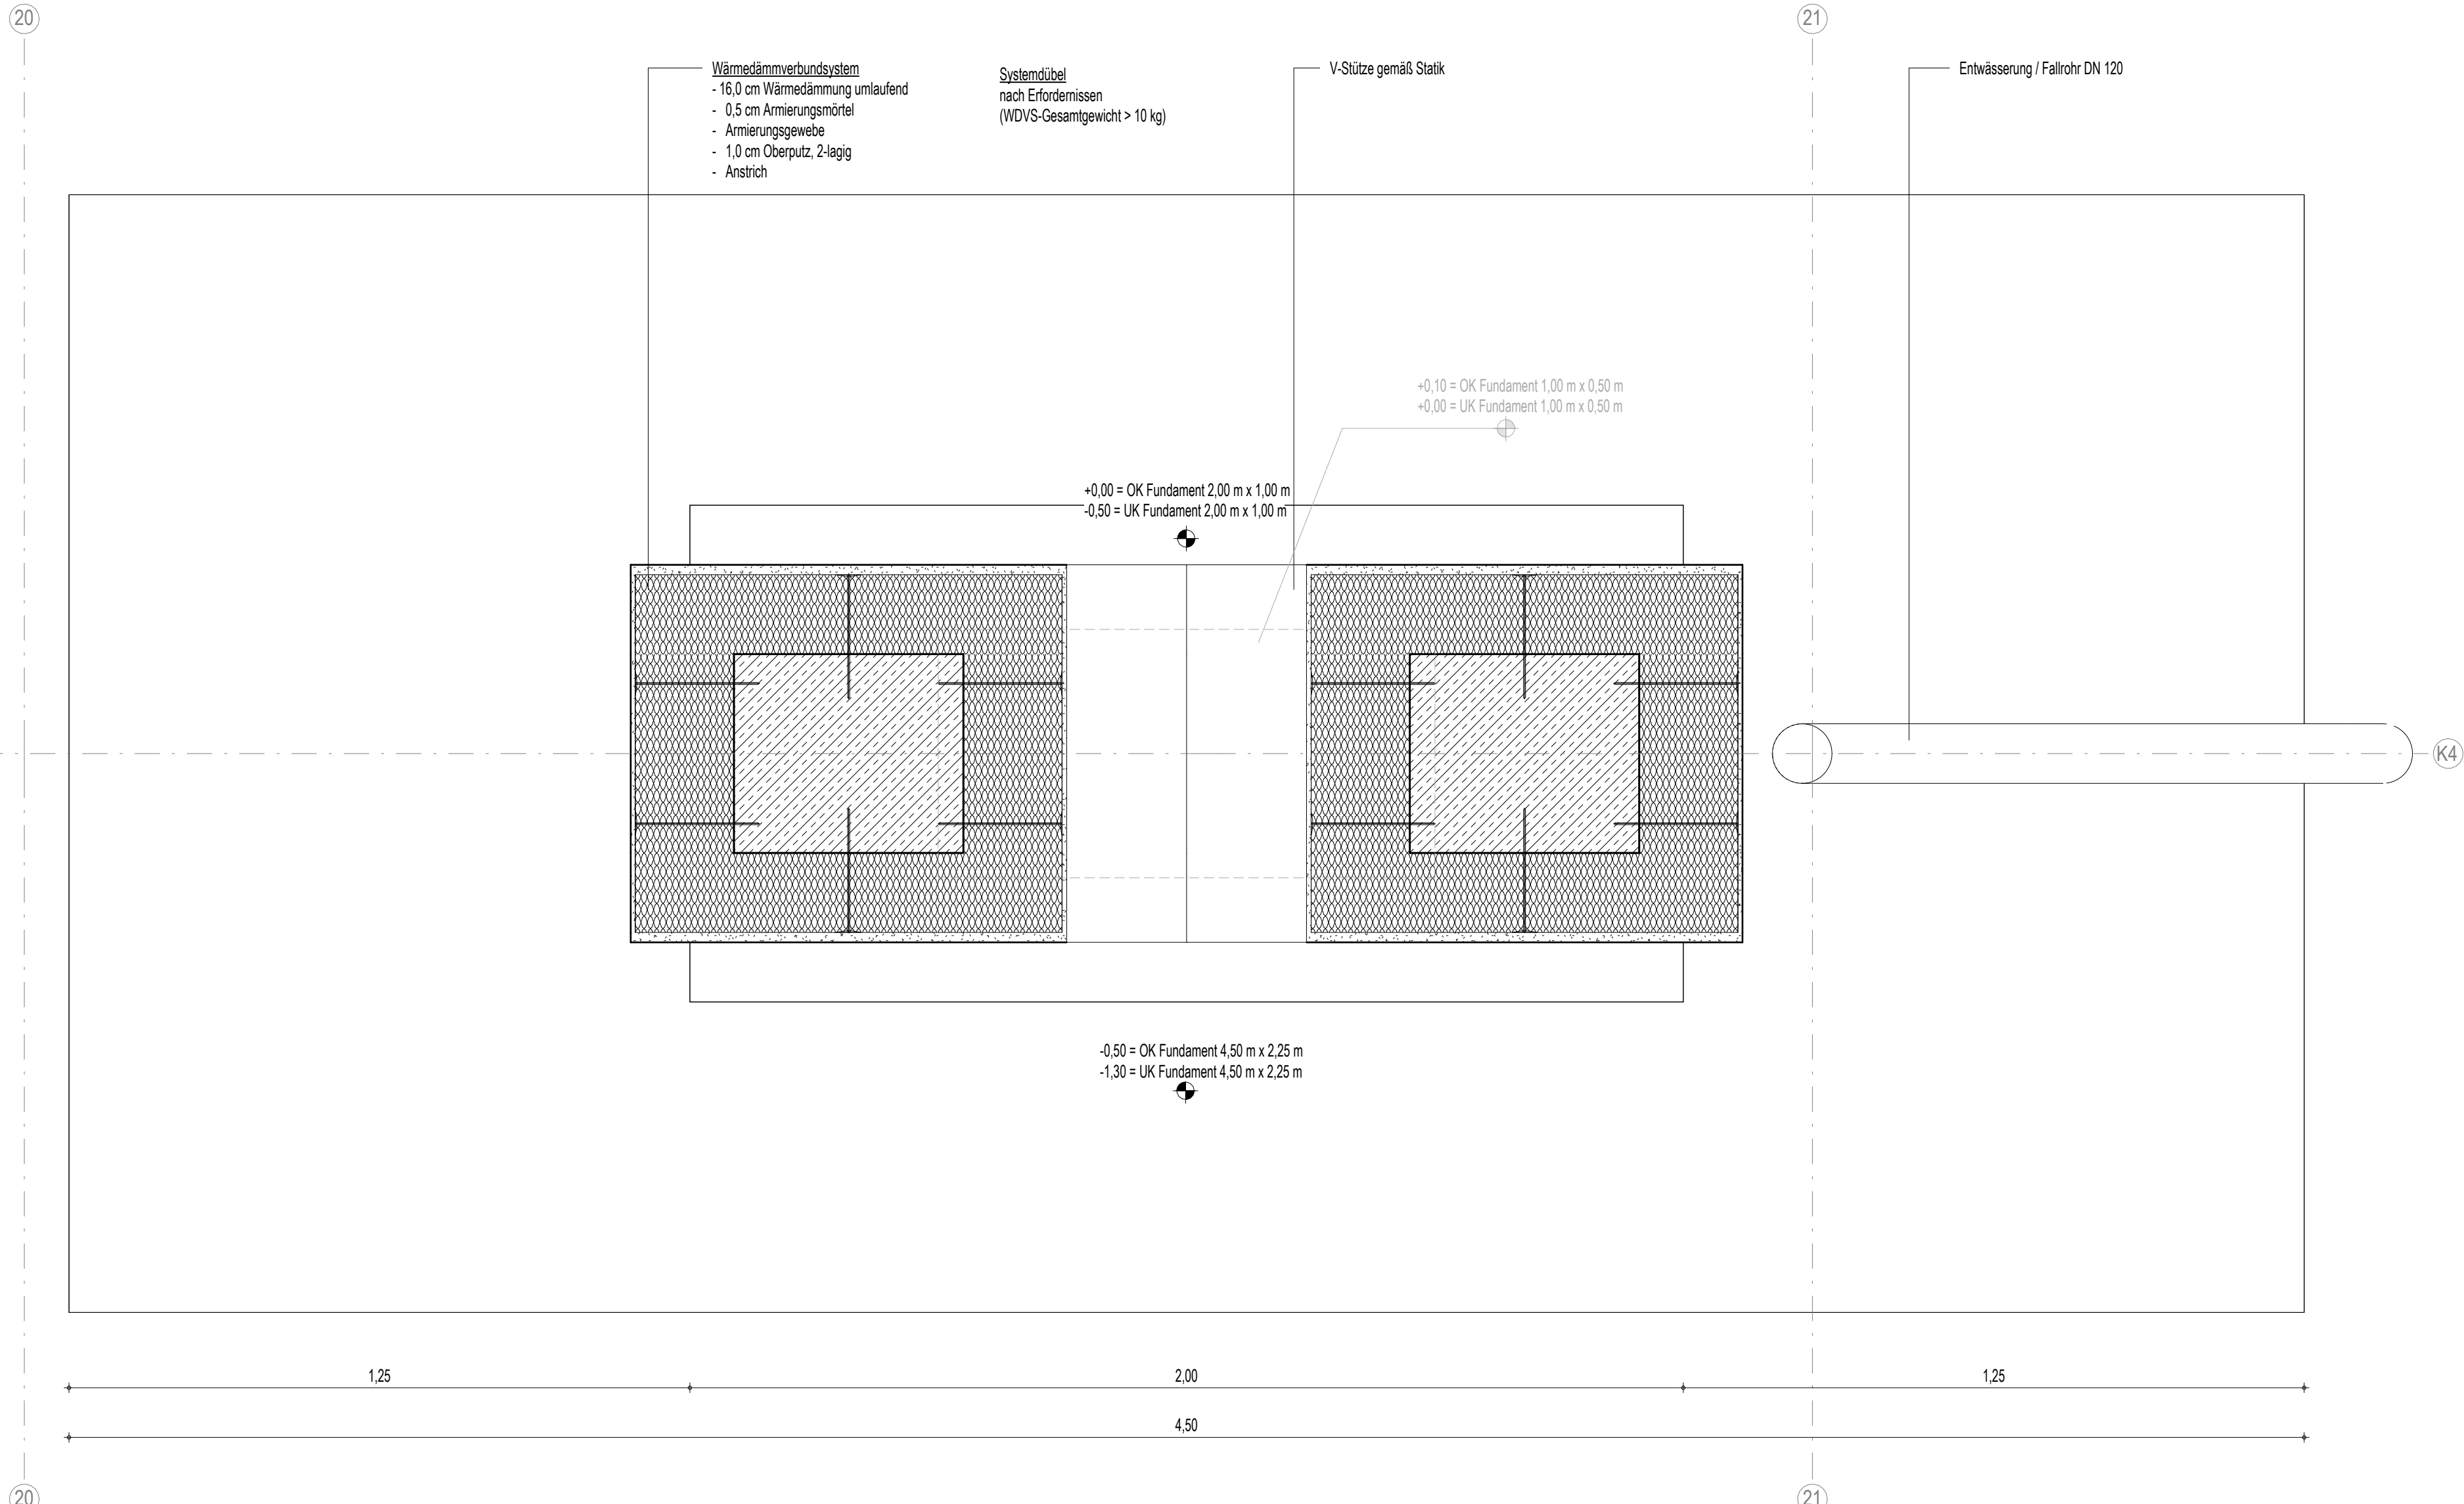 20
21
Wärmedämmverbundsystem
- 16,0 cm Wärmedämmung umlaufend
- 0,5 cm Armierungsmörtel
- Armierungsgewebe
- 1,0 cm Oberputz, 2-lagig
- Anstrich
Systemdübel
nach Erfordernissen
(WDVS-Gesamtgewicht > 10 kg)
V-Stütze gemäß Statik
Entwässerung / Fallrohr DN 120
+0,10 = OK Fundament 1,00 m x 0,50 m
+0,00 = UK Fundament 1,00 m x 0,50 m
+0,00 = OK Fundament 2,00 m x 1,00 m
-0,50 = UK Fundament 2,00 m x 1,00 m
K4
-0,50 = OK Fundament 4,50 m x 2,25 m
-1,30 = UK Fundament 4,50 m x 2,25 m
1,25
2,00
1,25
4,50
20
21